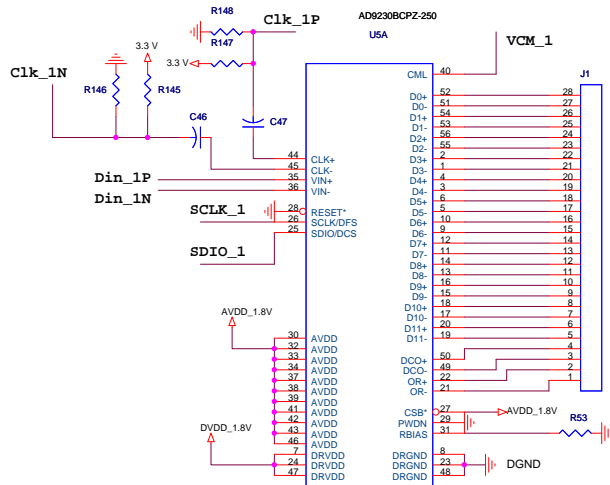 R148
Clk_1P
AD9230BCPZ-250
U5A
R147
VCM_1
3.3 V
3.3 V
Clk_1N
CML
40
J1
R146
R145
D0+ 52 28
D0- 51 27
D1+ 54 26
C46
C47
D1- 53 25
D2+ 56 24
D2- 55 23
44 CLK+
D3+ 2 22
45 CLK-
D3- 1 21
Din_1P
35 VIN+
D4+ 4 20
36 VIN-
D4- 3 19
Din_1N
D5+ 6 18
SCLK_1
28 RESET*
D5- 5 17
26 SCLK/DFS
D6+ 10 16
25 SDIO/DCS
D6- 9 15
D7+ 12 14
SDIO_1
D7- 11 13
D8+ 14 12
D8- 13 11
D9+ 16 10
D9- 15 9
D10+ 18 8
AVDD_1.8V
D10- 17 7
D11+ 20 6
30 AVDD
D11- 19 5
32 AVDD
4
33 AVDD
DCO+ 50 3
34 AVDD
DCO- 49 2
37 AVDD
OR+ 22 1
38 AVDD
OR- 21
39 AVDD
41 AVDD
CSB* 27 AVDD_1.8V
42 AVDD
PWDN 29
R53
43 AVDD
RBIAS 31
DVDD_1.8V
46 AVDD
7 DRVDD
DRGND 8
24 DRVDD
DRGND 23
DGND
47 DRVDD
DRGND 48